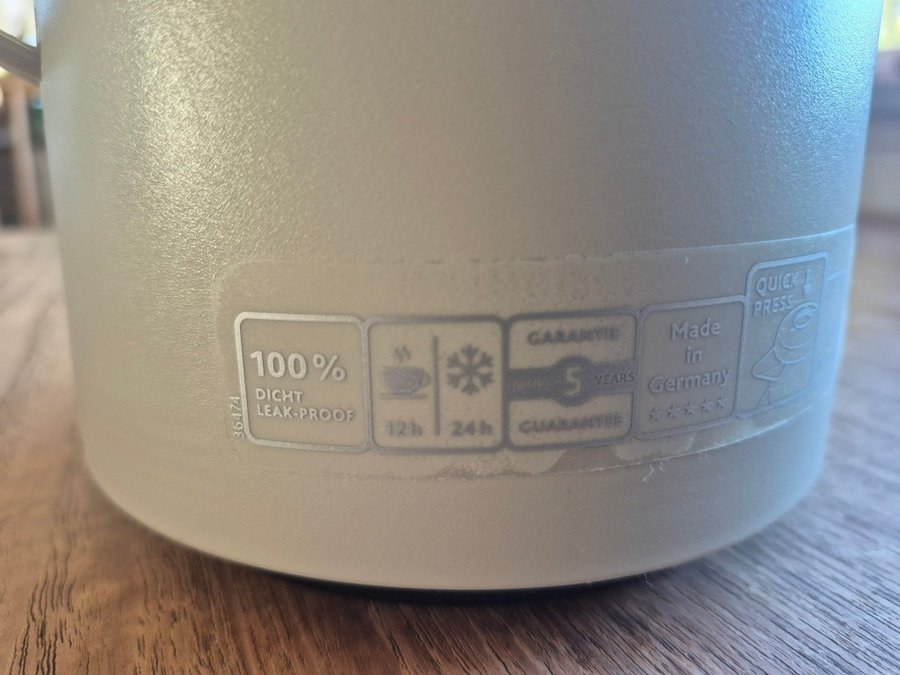 36474
100 %
DICHT
LEAK-PROOF
12 h
24 h
GARANTIE
5 YEARS
GUARANTEE
Made
in
Germany
QUICK
PRESS